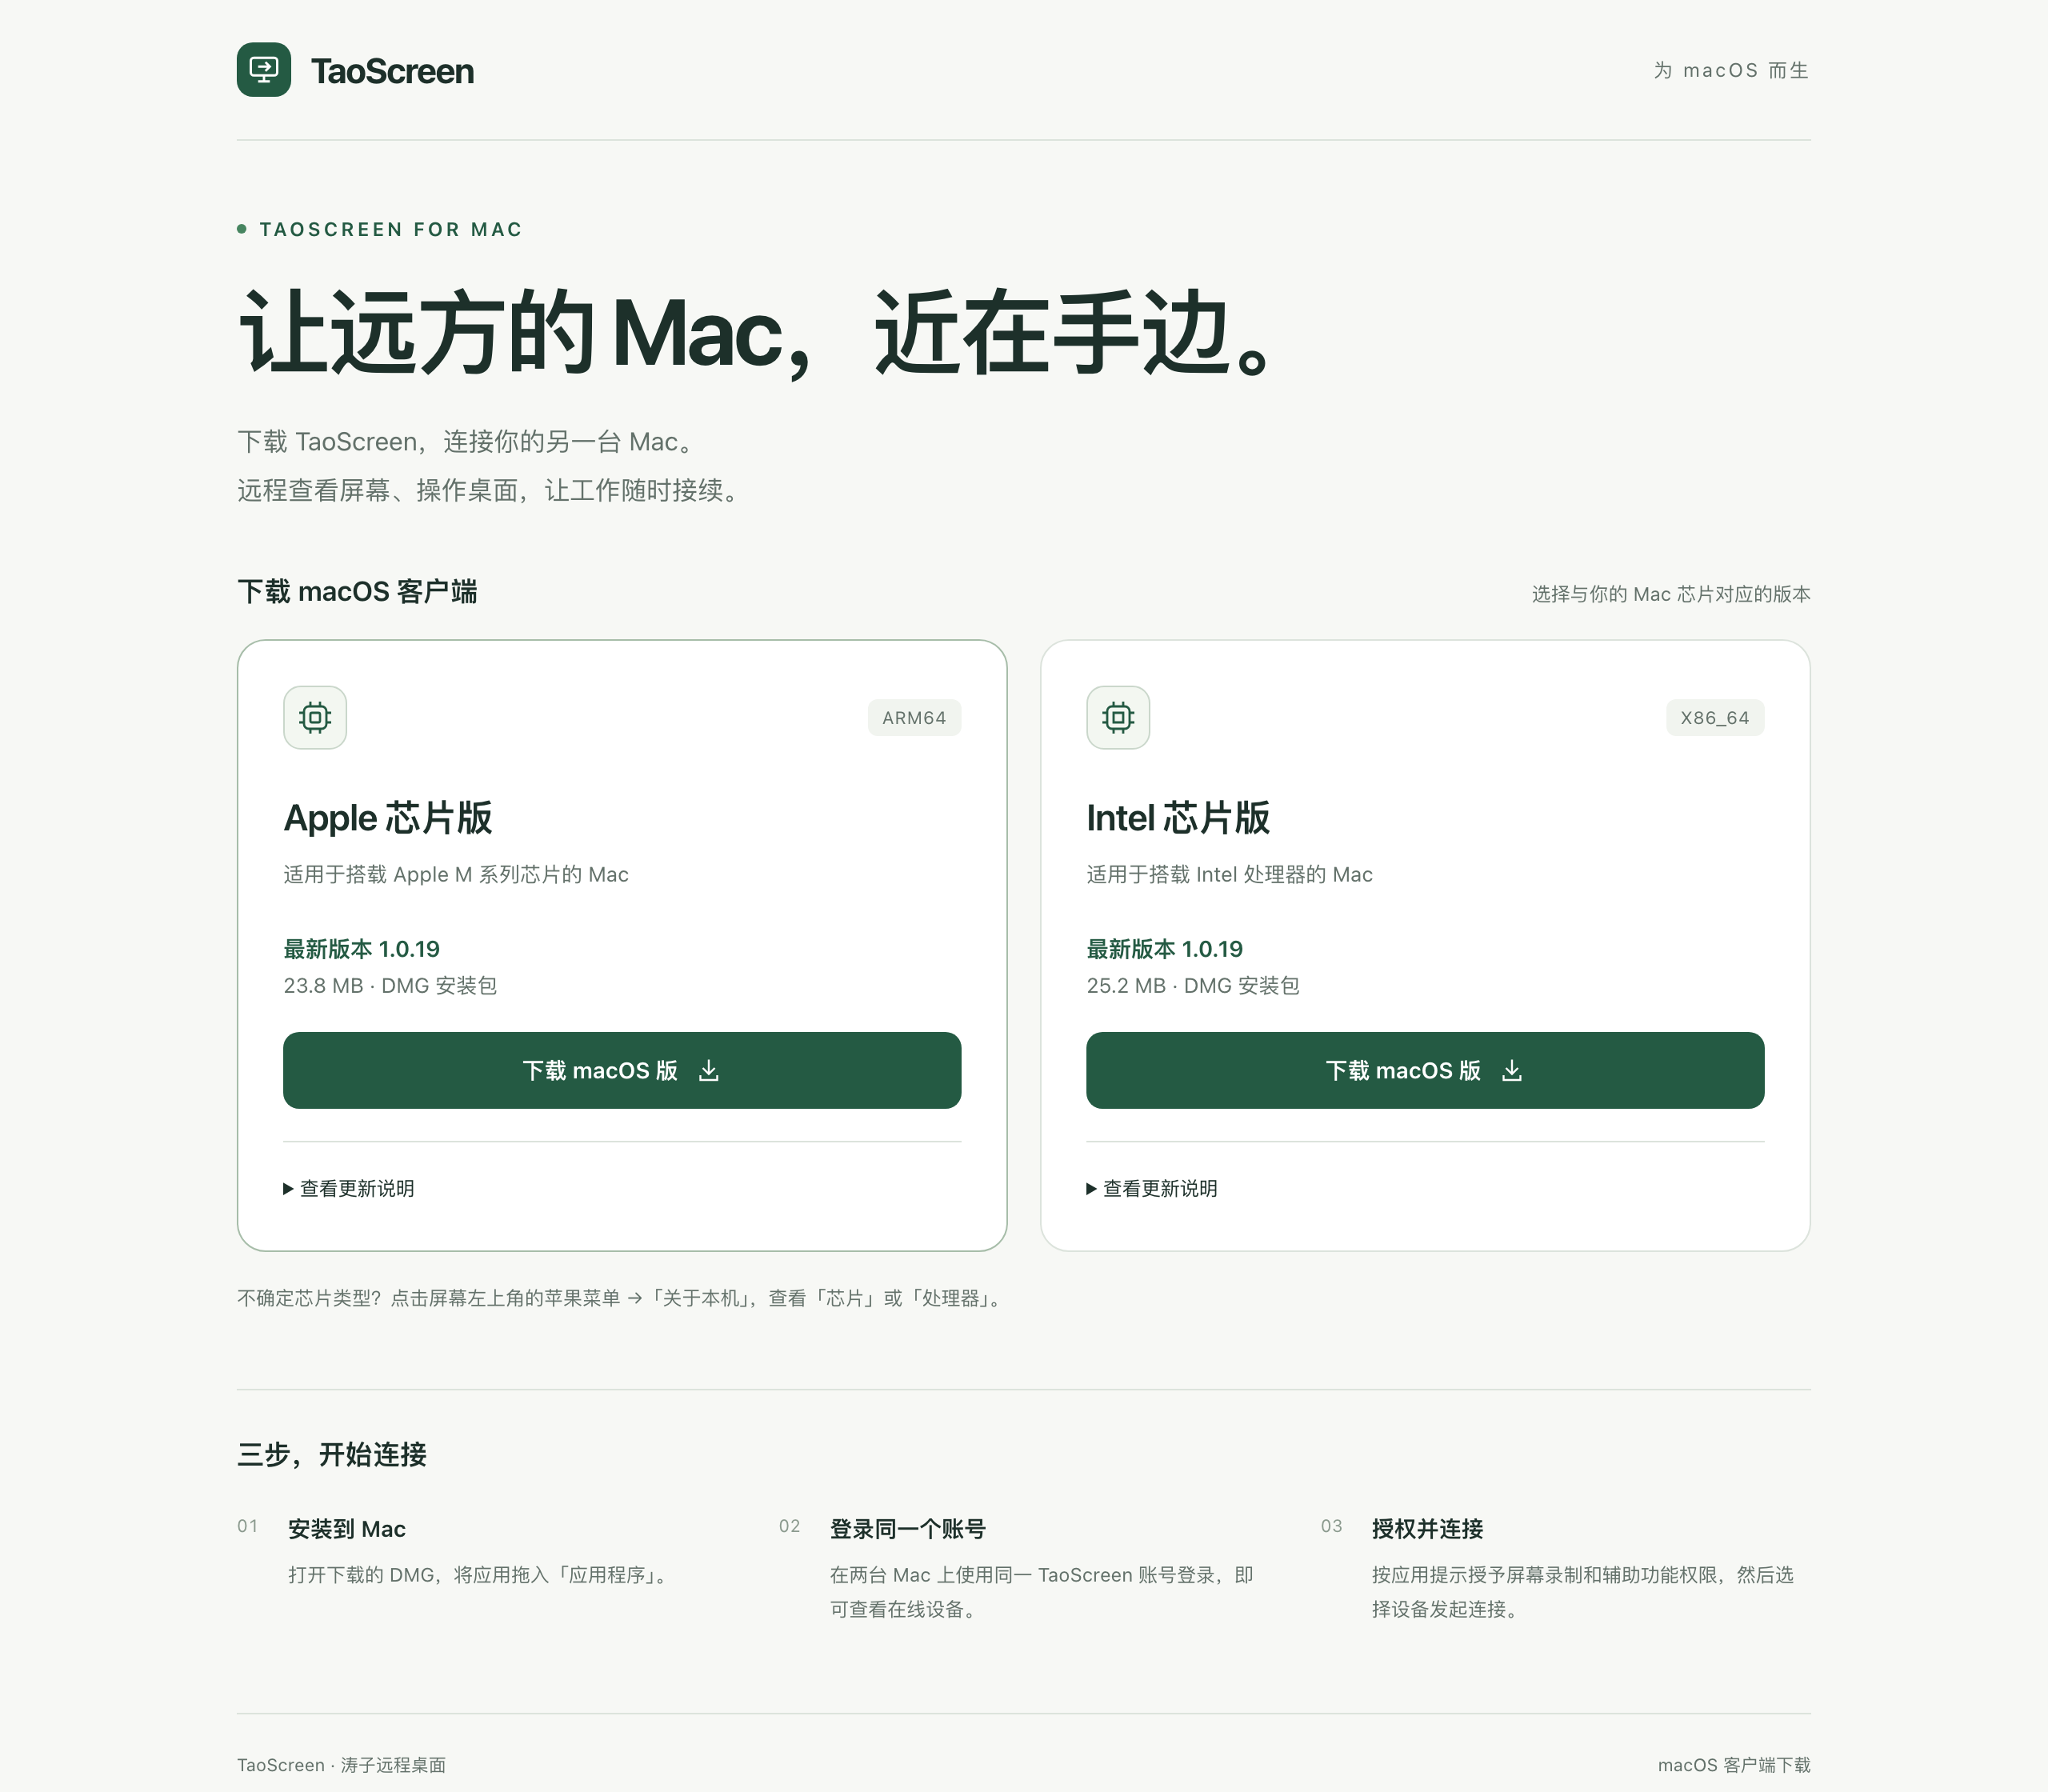 TaoScreen
为 macOS 而生
TAOSCREEN FOR MAC
让远方的 Mac，近在手边。
下载 TaoScreen，连接你的另一台 Mac。
远程查看屏幕、操作桌面，让工作随时接续。
下载 macOS 客户端
选择与你的 Mac 芯片对应的版本
ARM64
Apple 芯片版
适用于搭载 Apple M 系列芯片的 Mac
最新版本 1.0.19
23.8 MB · DMG 安装包
下载 macOS 版
▶ 查看更新说明
X86_64
Intel 芯片版
适用于搭载 Intel 处理器的 Mac
最新版本 1.0.19
25.2 MB · DMG 安装包
下载 macOS 版
▶ 查看更新说明
不确定芯片类型？点击屏幕左上角的苹果菜单 →「关于本机」，查看「芯片」或「处理器」。
三步，开始连接
01
安装到 Mac
打开下载的 DMG，将应用拖入「应用程序」。
02
登录同一个账号
在两台 Mac 上使用同一 TaoScreen 账号登录，即
可查看在线设备。
03
授权并连接
按应用提示授予屏幕录制和辅助功能权限，然后选
择设备发起连接。
TaoScreen · 涛子远程桌面
macOS 客户端下载